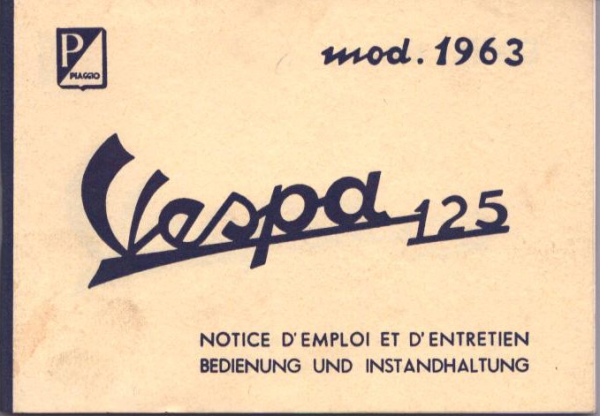 P
PIAGGIO
mod. 1963
Vespa 125
NOTICE D'EMPLOI ET D'ENTRETIEN
BEDIENUNG UND INSTANDHALTUNG